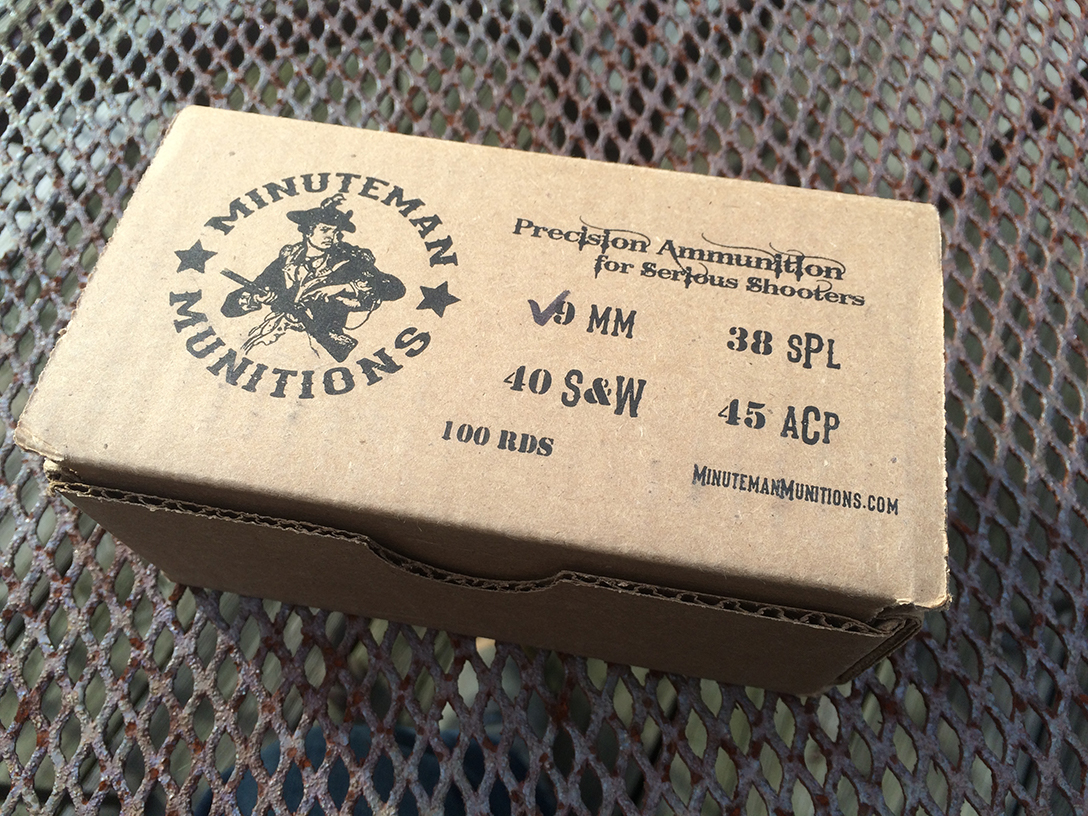 MINUTEMAN
MUNITIONS
Precision Ammunition
for Serious Shooters
✓9 MM
38 SPL
40 S&W
45 ACP
100 RDS
MinutemanMunitions.com